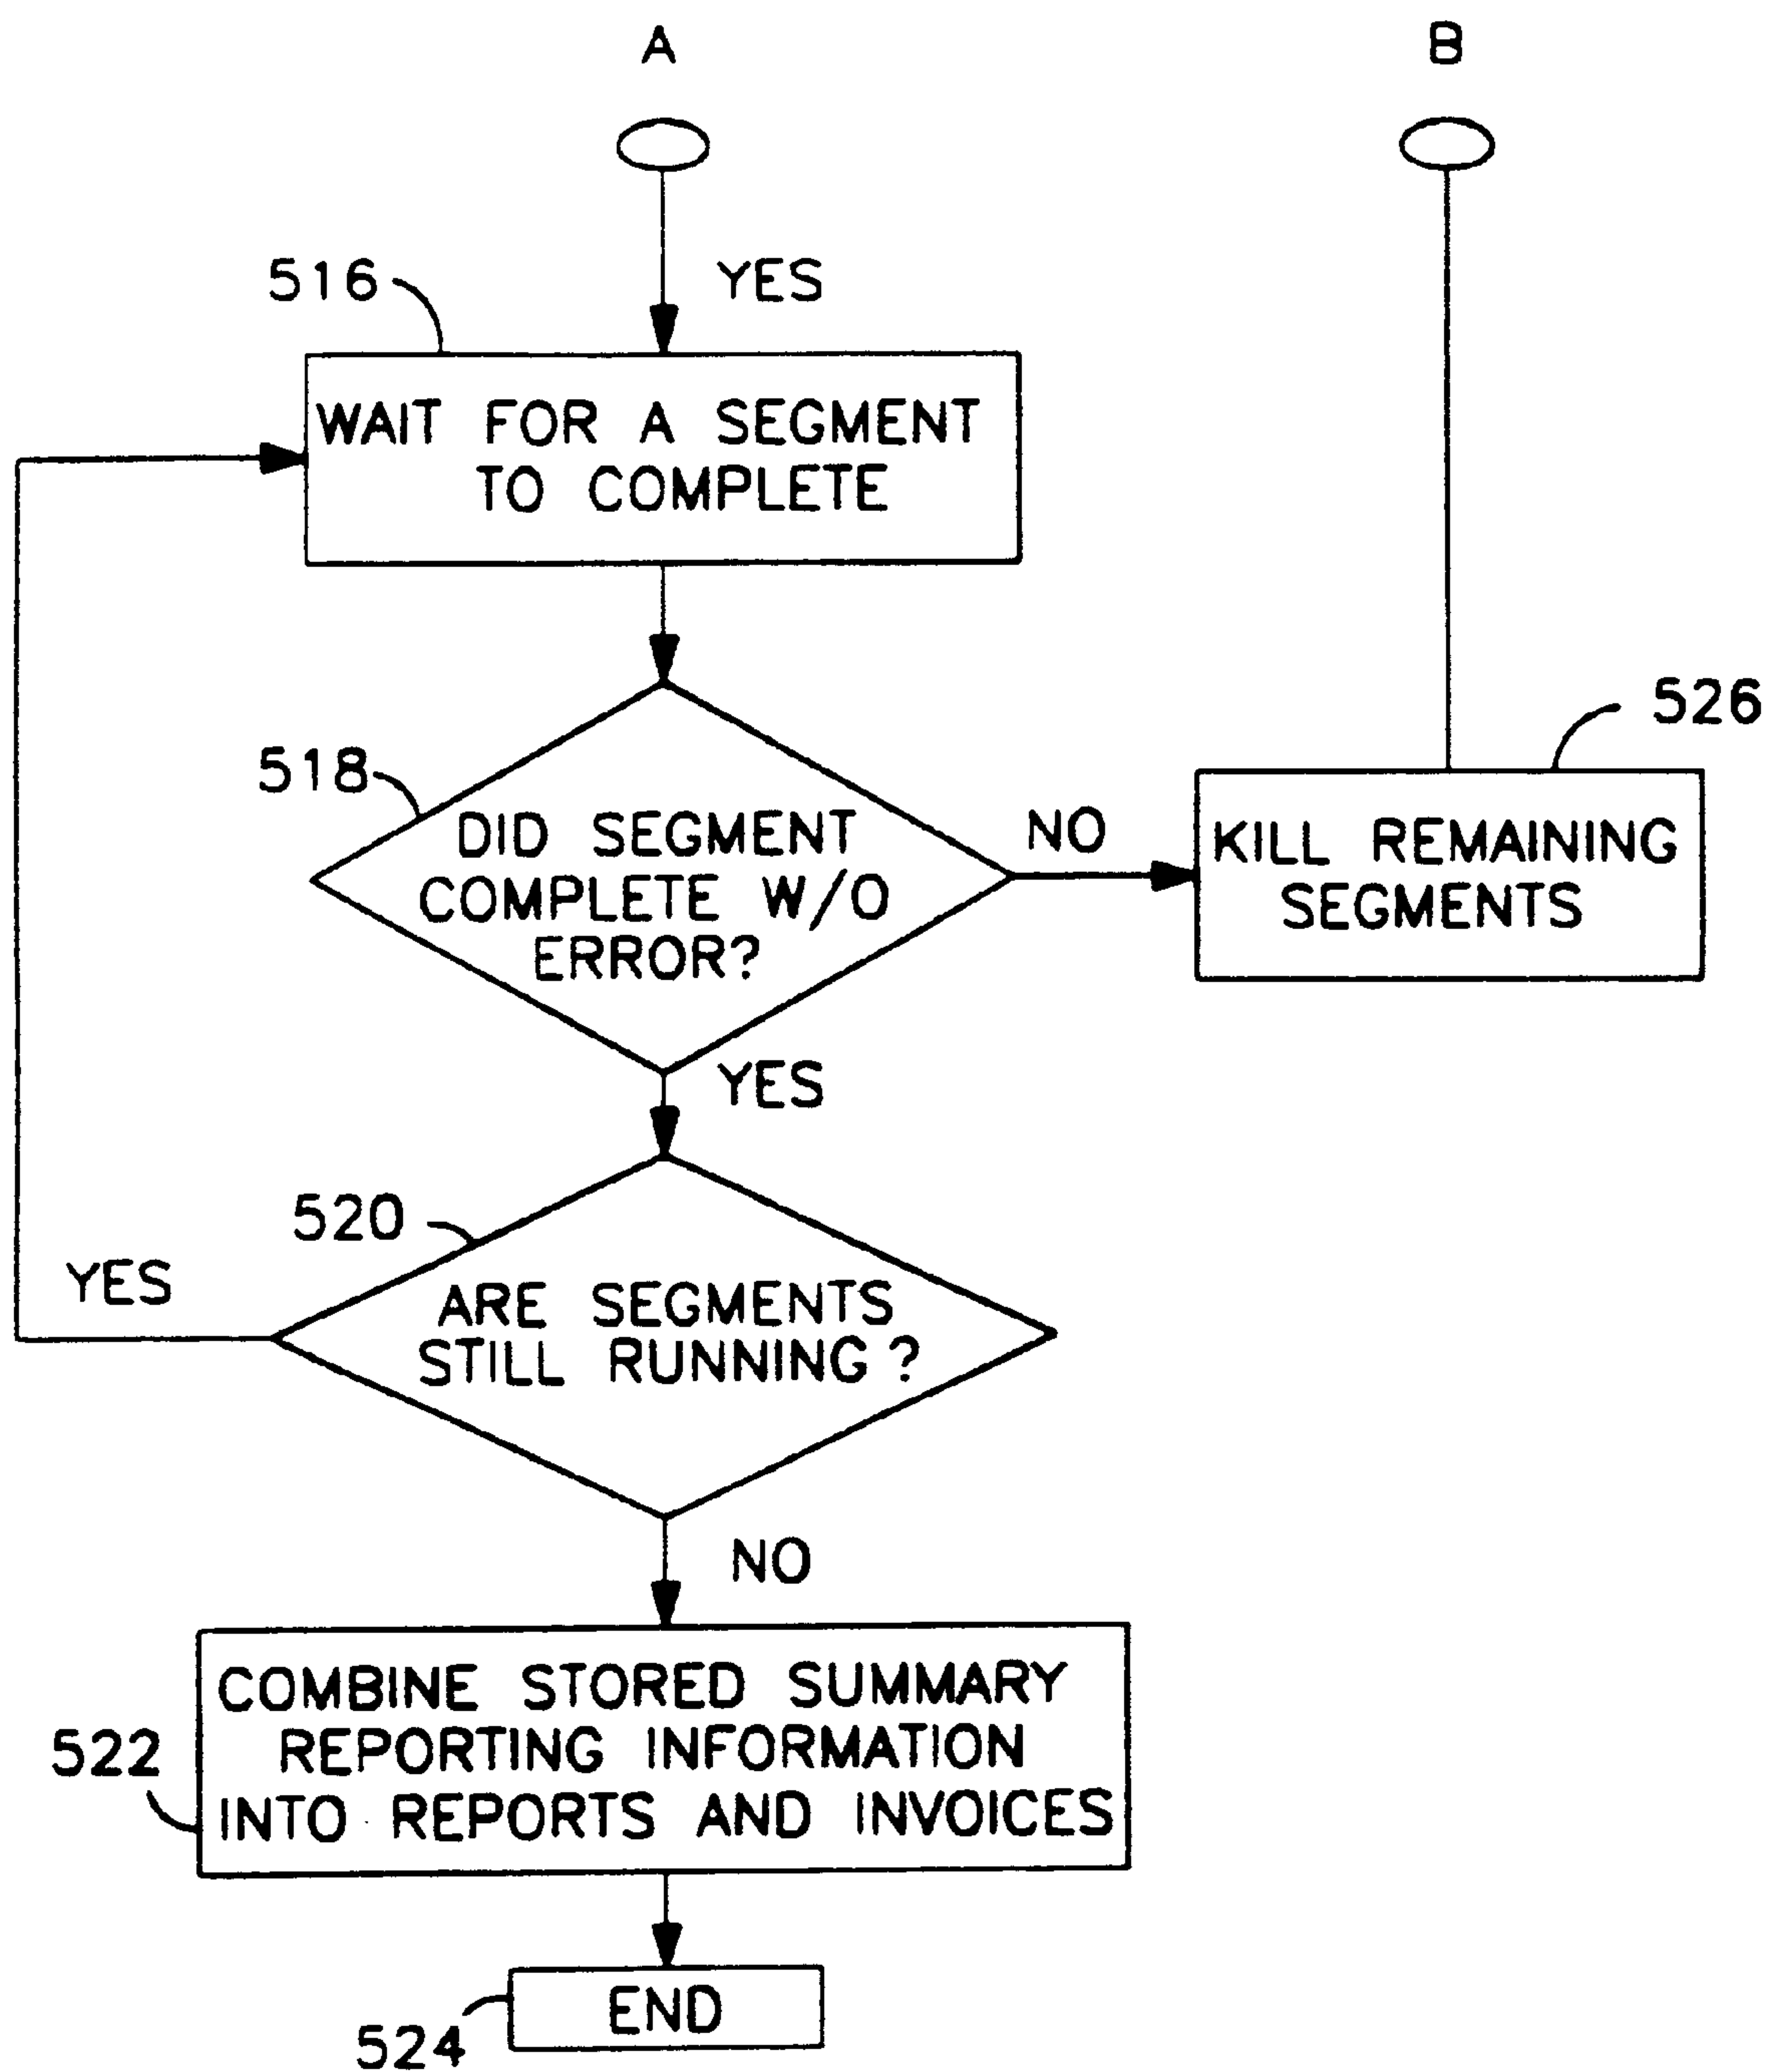 A
B
YES
516
WAIT FOR A SEGMENT
TO COMPLETE
518
DID SEGMENT
COMPLETE W/O
ERROR?
NO
526
KILL REMAINING
SEGMENTS
YES
520
YES
ARE SEGMENTS
STILL RUNNING?
NO
522
COMBINE STORED SUMMARY
REPORTING INFORMATION
INTO REPORTS AND INVOICES
END
524